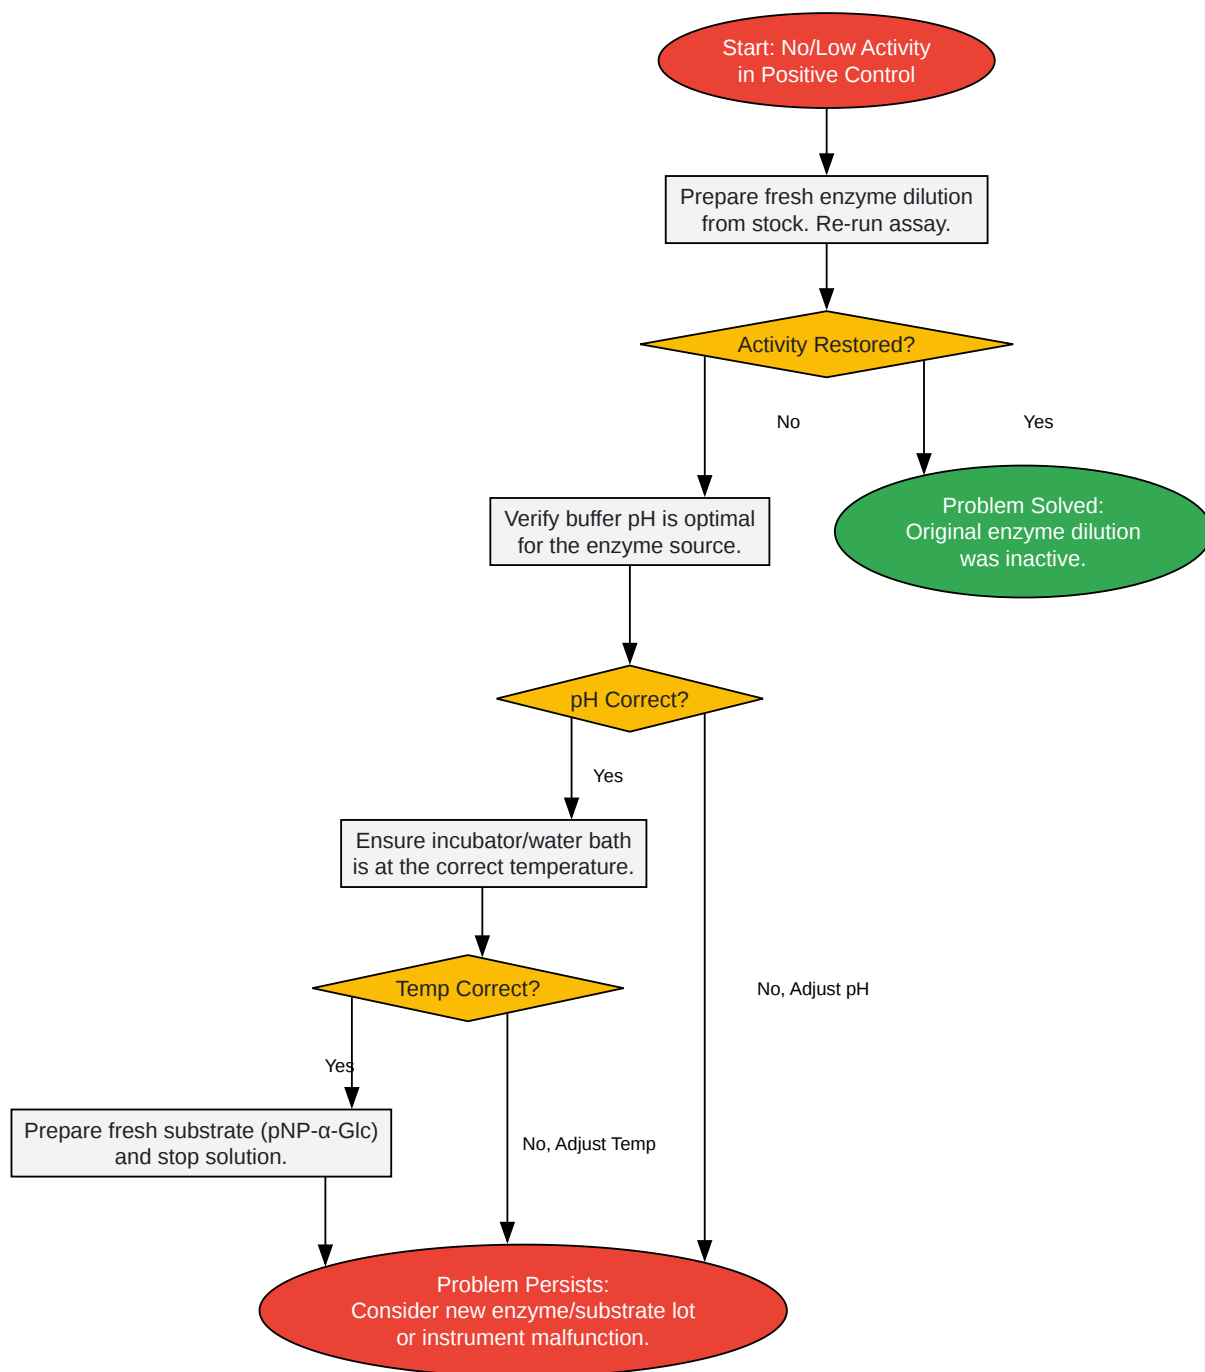 Start: No/Low Activity
in Positive Control
Prepare fresh enzyme dilution
from stock. Re-run assay.
Activity Restored?
No
Yes
Verify buffer pH is optimal
for the enzyme source.
Problem Solved:
Original enzyme dilution
was inactive.
pH Correct?
Yes
Ensure incubator/water bath
is at the correct temperature.
Temp Correct?
No, Adjust pH
Yes
Prepare fresh substrate (pNP-α-Glc)
and stop solution.
No, Adjust Temp
Problem Persists:
Consider new enzyme/substrate lot
or instrument malfunction.